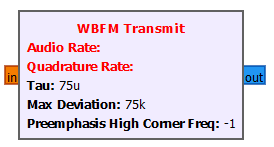 WBFM Transmit
Audio Rate:
Quadrature Rate:
in
out
Tau: 75u
Max Deviation: 75k
Preemphasis High Corner Freq: -1